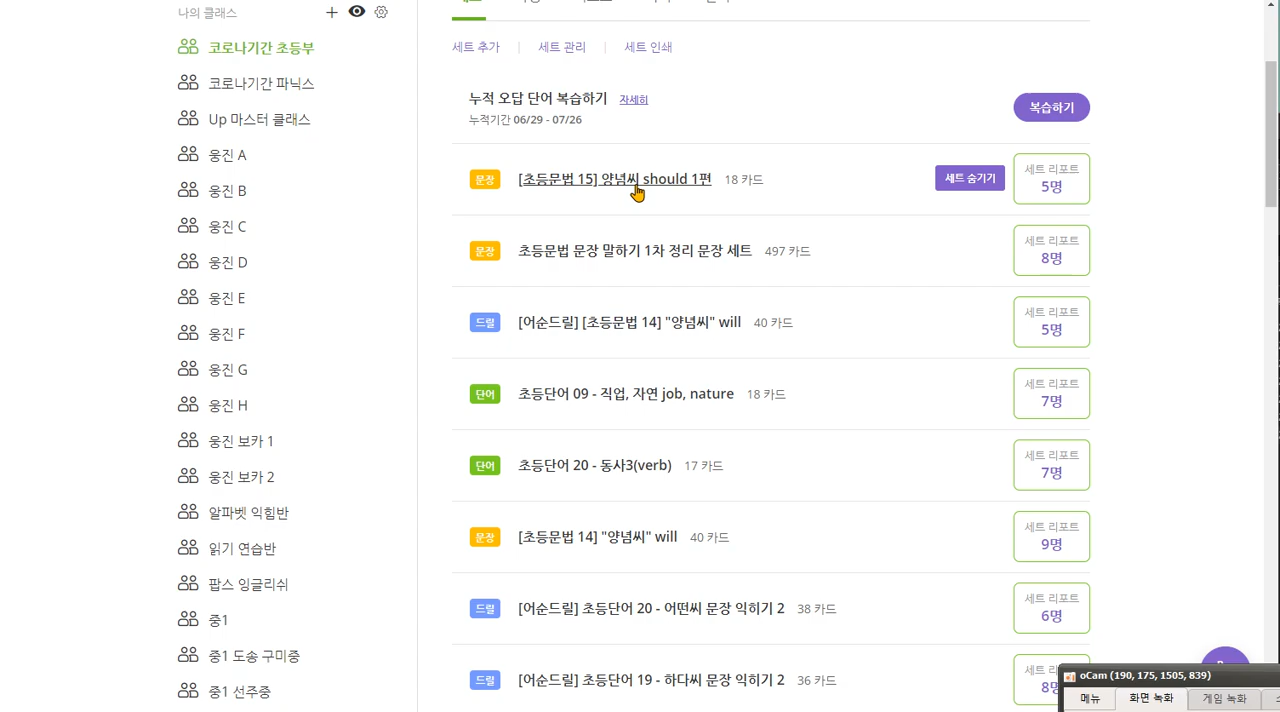 나의 클래스
코로나기간 초등부
코로나기간 파닉스
Up 마스터 클래스
웅진 A
웅진 B
웅진 C
웅진 D
웅진 E
웅진 F
웅진 G
웅진 H
웅진 보카 1
웅진 보카 2
알파벳 익힘반
읽기 연습반
팝스 잉글리쉬
중1
중1 도송 구미중
중1 선주중
세트 추가 | 세트 관리 | 세트 인쇄
누적 오답 단어 복습하기 자세히
누적기간 06/29 - 07/26
복습하기
문장 [초등문법 15] 양념씨 should 1편 18 카드 세트 숨기기 세트 리포트
5명
문장 초등문법 문장 말하기 1차 정리 문장 세트 497 카드 세트 리포트
8명
드릴 [어순드릴] [초등문법 14] "양념씨" will 40 카드 세트 리포트
5명
단어 초등단어 09 - 직업, 자연 job, nature 18 카드 세트 리포트
7명
단어 초등단어 20 - 동사3(verb) 17 카드 세트 리포트
7명
문장 [초등문법 14] "양념씨" will 40 카드 세트 리포트
9명
드릴 [어순드릴] 초등단어 20 - 어떤씨 문장 익히기 2 38 카드 세트 리포트
6명
드릴 [어순드릴] 초등단어 19 - 하다씨 문장 익히기 2 36 카드 세트
oCam (190, 175, 1505, 839)
메뉴 화면 녹화 게임 녹화